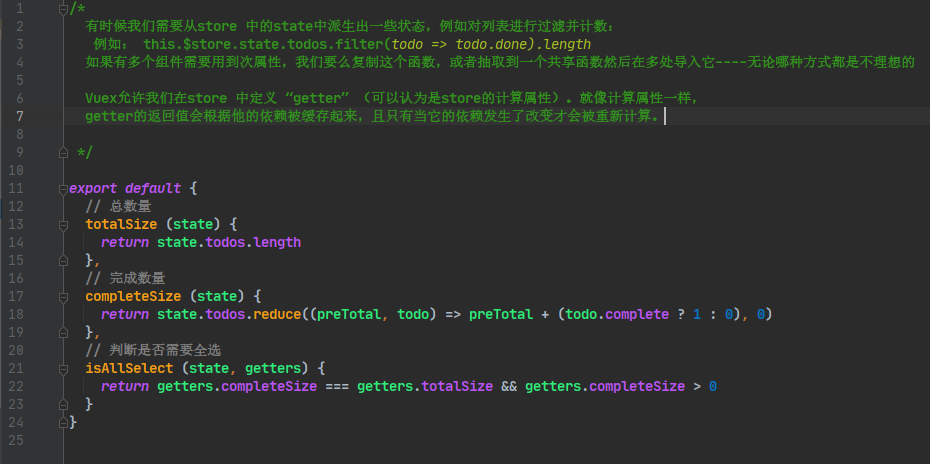 1 /*
2 有时候我们需要从store 中的state中派生出一些状态，例如对列表进行过滤并计数：
3 例如： this.$store.state.todos.filter(todo => todo.done).length
4 如果有多个组件需要用到次属性，我们要么复制这个函数，或者抽取到一个共享函数然后在多处导入它----无论哪种方式都是不理想的
5
6 Vuex允许我们在store 中定义“getter”（可以认为是store的计算属性）。就像计算属性一样，
7 getter的返回值会根据他的依赖被缓存起来，且只有当它的依赖发生了改变才会被重新计算。
8
9 */
10
11 export default {
12 // 总数量
13 totalSize (state) {
14 return state.todos.length
15 },
16 // 完成数量
17 completeSize (state) {
18 return state.todos.reduce((preTotal, todo) => preTotal + (todo.complete ? 1 : 0), 0)
19 },
20 // 判断是否需要全选
21 isAllSelect (state, getters) {
22 return getters.completeSize === getters.totalSize && getters.completeSize > 0
23 }
24 }
25